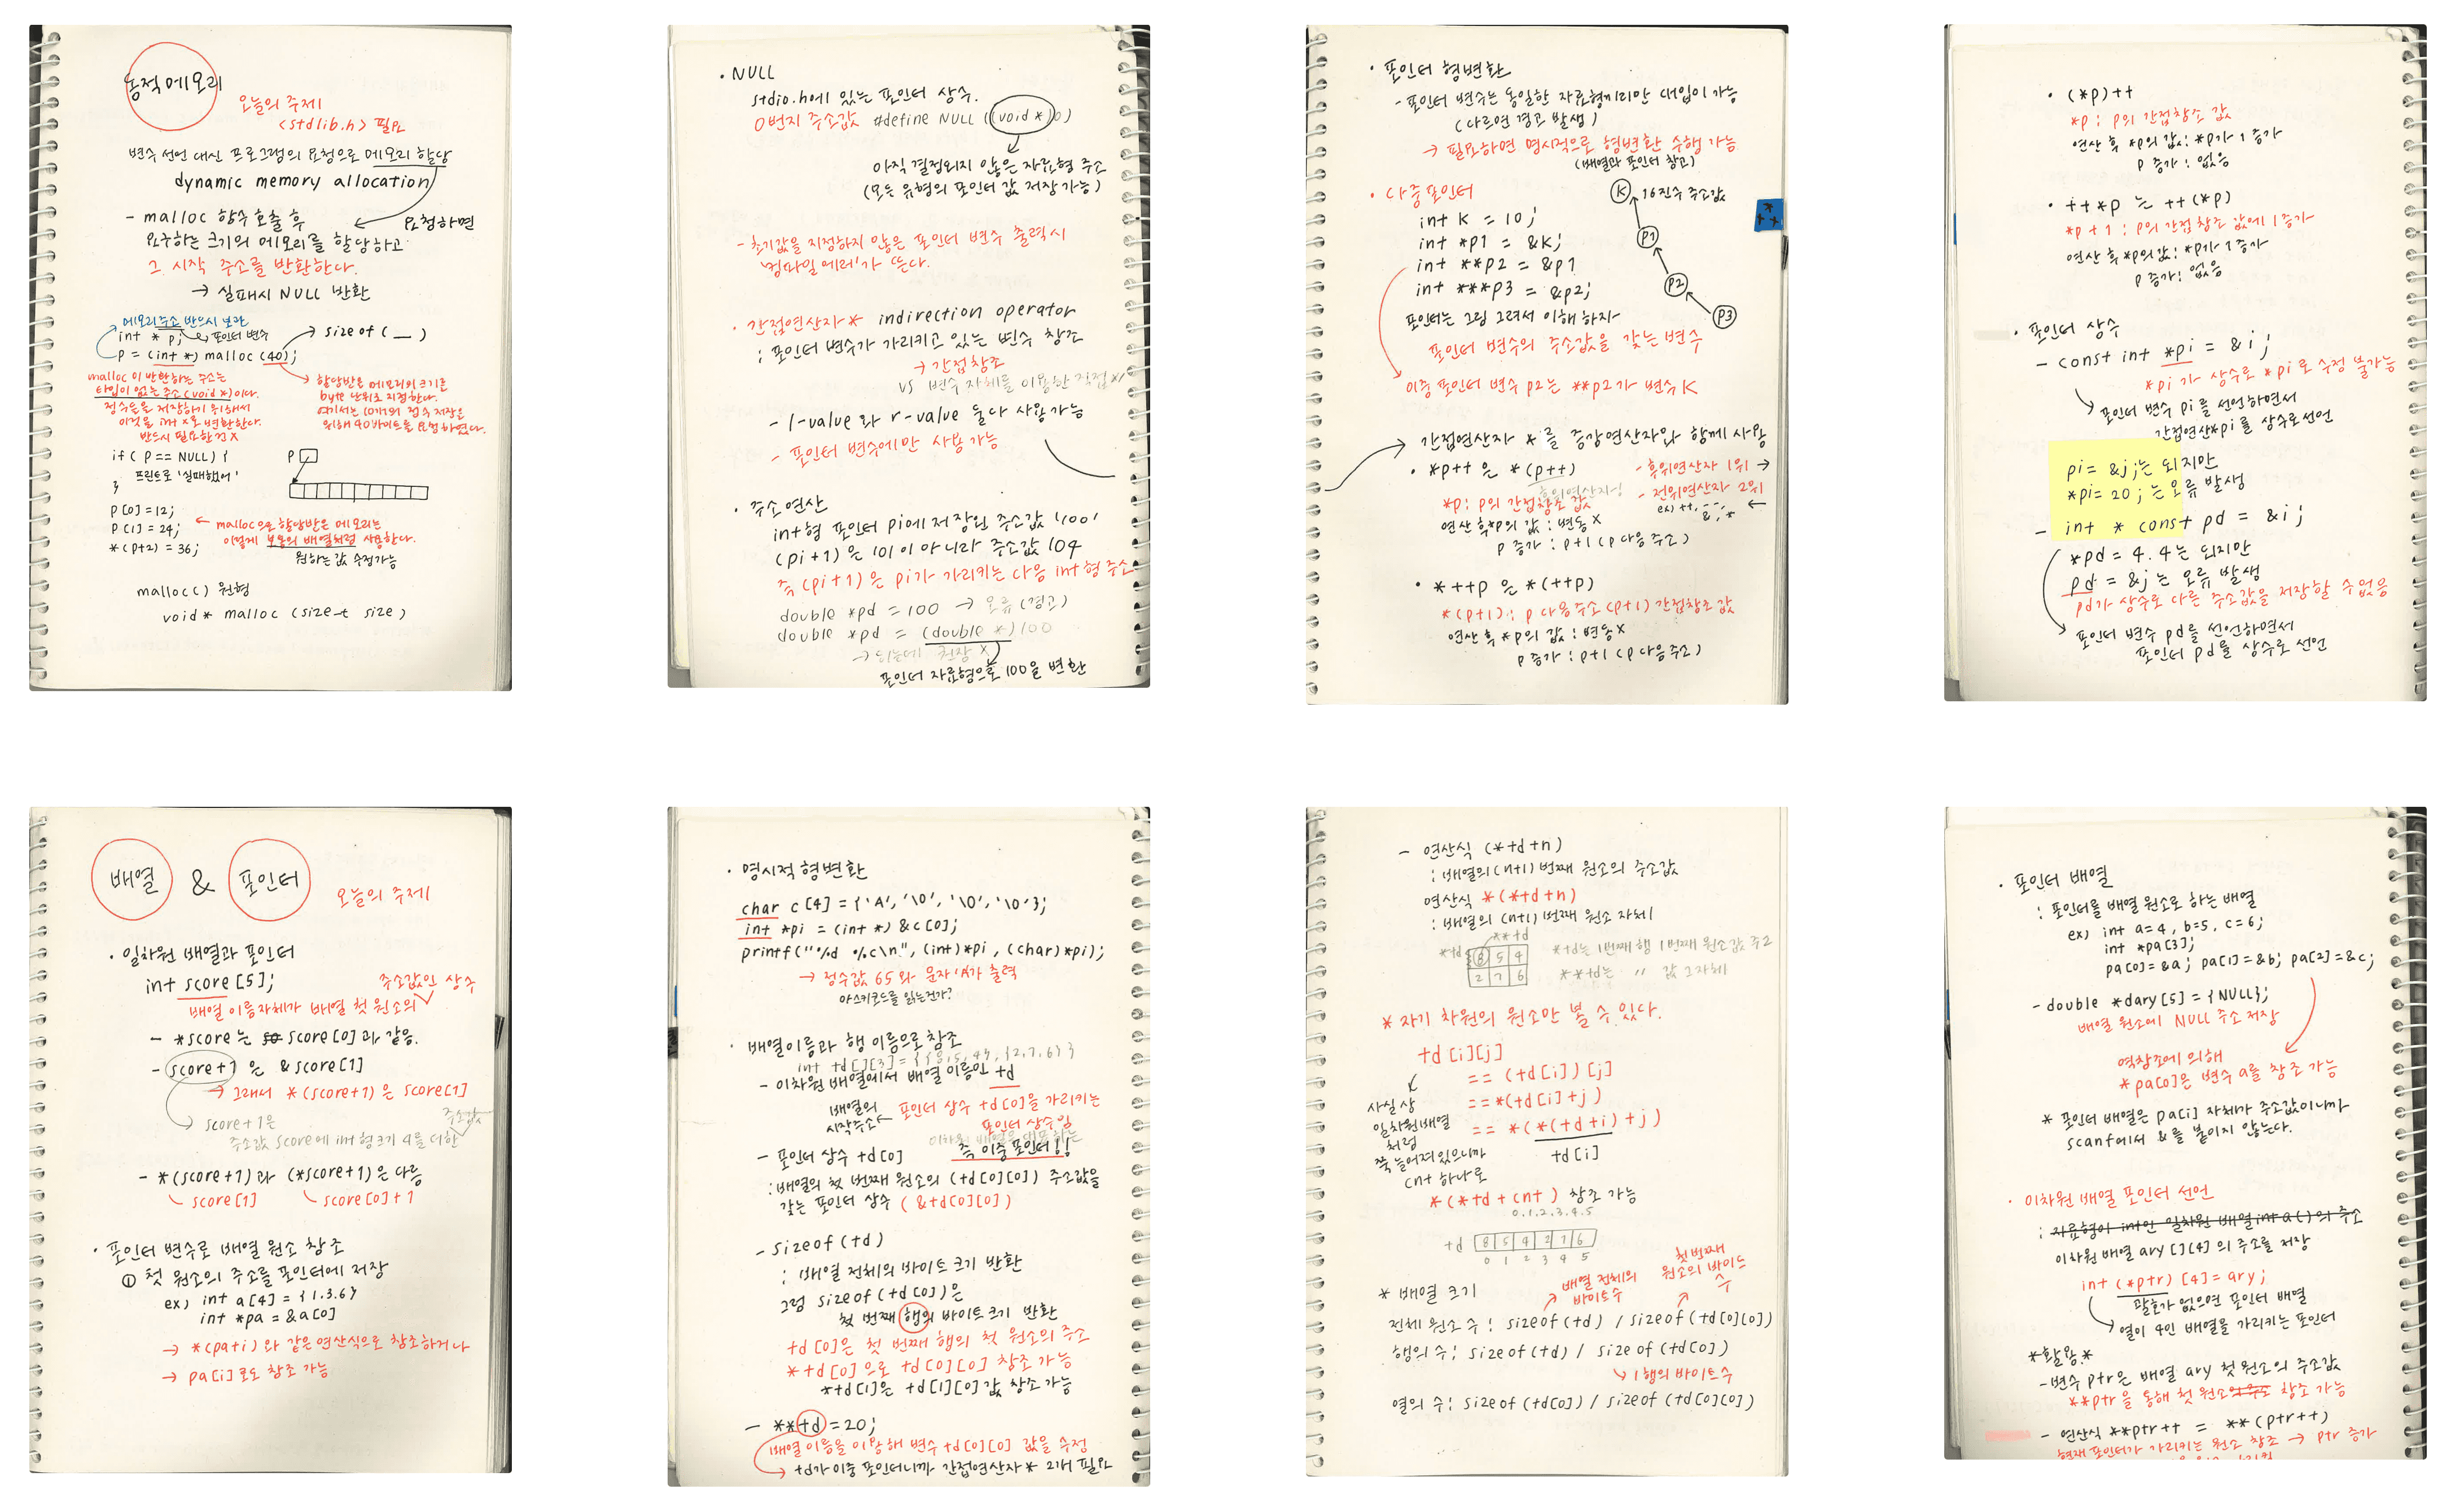 동적메모리
오늘의 주제1
<stdlib.h> 필요
변수 선언 대신 프로그램의 요청으로 메모리 할당
dynamic memory allocation
- malloc 함수 호출 후 요청하면
요구하는 크기의 메모리를 할당하고
그 시작 주소를 반환한다.
→ 실패시 NULL 반환
메모리 주소 반드시 보관
int * p; 포인터 변수
p = (int *) malloc (40);
→ size of ( _ )
malloc이 반환하는 주소는
타입이 없는 주소(void *)이다.
정수들을 저장하기 위해서
이것을 int *로 변환한다.
반드시 필요한건 X
할당받은 메모리의 크기는
byte 단위로 지정한다.
여기서는 10개의 정수 저장을
위해 40바이트를 요청하였다.
if ( p == NULL ) {
프린트로 '실패했어'
}
P
p[0] = 12;
p[1] = 24;
*(p+2) = 36;
← malloc으로 할당받은 메모리는
이렇게 보통의 배열처럼 사용한다.
원하는 값 수정가능
malloc() 원형
void* malloc (size_t size)
· NULL
stdio.h에 있는 포인터 상수.
0번지 주소값 #define NULL ((void *)0)
아직 결정되지 않은 자료형 주소
(모든 유형의 포인터 값 저장 가능)
- 초기값을 지정하지 않은 포인터 변수 출력시
'컴파일 에러'가 뜬다.
· 간접연산자 * indirection operator
: 포인터 변수가 가리키고 있는 변수 참조
→ 간접참조
vs 변수 자체를 이용한 직접
- l-value 와 r-value 둘다 사용가능
- 포인터 변수에만 사용 가능
· 주소 연산
int형 포인터 pi에 저장된 주소값 '100'
(pi+1)은 101이 아니라 주소값 104
즉 (pi+1)은 pi가 가리키는 다음 int형 주소
double *pd = 100 → 오류(경고)
double *pd = (double *)100
포인터 자료형으로 100을 변환
· 포인터 형변환
- 포인터 변수는 동일한 자료형끼리만 대입이 가능
(다르면 경고 발생)
→ 필요하면 명시적으로 형변환 수행 가능
(배열과 포인터 참고)
· 다중포인터
int K = 10;
int *p1 = &K;
int **p2 = &p1
int ***p3 = &p2;
K 16진수 주소값
P1
P2
P3
포인터는 그림 그려서 이해 하자
포인터 변수의 주소값을 갖는 변수
이중 포인터 변수 p2는 **p2가 변수 K
간접연산자 *를 증감연산자와 함께 사용
· *p++ 은 *(p++)
*p : p의 간접참조 값
연산 후 *p의 값 : 변동 X
p 증가 : p+1 (p 다음 주소)
- 후위연산자 1위 →
- 전위연산자 2위 ←
ex) ++, --, &, *
· *++p 은 *(++p)
*(p+1) : p 다음주소 (p+1) 간접참조 값
연산 후 *p의 값 : 변동 X
p 증가 : p+1 (p 다음주소)
· (*p)++
*p : p의 간접참조 값
연산 후 *p의 값 : *p가 1 증가
p 증가 : 없음
· ++*p 는 ++(*p)
*p + 1 : p의 간접참조 값에 1 증가
연산 후 *p의 값 : *p가 1 증가
p 증가 : 없음
· 포인터 상수
- const int *pi = &i;
*pi 가 상수로 *pi 로 수정 불가능
포인터 변수 pi를 선언하면서
간접연산*pi를 상수로 선언
pi = &j;는 되지만
*pi = 20;는 오류 발생
- int * const pd = &i;
*pd = 4.4는 되지만
pd = &j는 오류 발생
pd가 상수로 다른 주소값을 저장할 수 없음
포인터 변수 pd를 선언하면서
포인터 pd를 상수로 선언
배열 & 포인터
오늘의 주제1
· 일차원 배열과 포인터
int score[5];
주소값인 상수
배열 이름자체가 배열 첫 원소의
- *score는 score[0]과 같음.
- score+1 은 &score[1]
→ 그래서 *(score+1)은 score[1]
score+1은
주소값
주소값 score에 int 형크기 4를 더한
- *(score+1)과 (*score+1)은 다름
score[1] score[0]+1
· 포인터 변수로 배열 원소 참조
① 첫 원소의 주소를 포인터에 저장
ex) int a[4] = {1.3.6}
int *pa = &a[0]
→ *(pa+i)와 같은 연산식으로 참조하거나
→ pa[i]로도 참조 가능
· 명시적 형변환
char c[4] = {'A', '\0', '\0', '\0'};
int *pi = (int *) &c[0];
printf("%d %c\n", (int)*pi, (char)*pi);
→ 정수값 65와 문자'A'가 출력
아스키코드를 읽는건가?
· 배열이름과 행 이름으로 참조
int td[][3] = {{8,5,4}, {2,7,6}}
- 이차원 배열에서 배열 이름인 td
배열의 시작주소 ← 포인터 상수 td[0]을 가리키는
포인터 상수임
즉 이중 포인터!!
- 포인터 상수 td[0]
: 배열의 첫 번째 원소의 (td[0][0]) 주소값을
갖는 포인터 상수 (&td[0][0])
- sizeof(td)
: 배열 전체의 바이트 크기 반환
그럼 sizeof(td[0])은
첫 번째 행의 바이트 크기 반환
td[0]은 첫 번째 행의 첫 원소의 주소
*td[0]으로 td[0][0] 참조 가능
*td[1]은 td[1][0]값 참조 가능
- **td = 20;
배열 이름을 이용해 변수 td[0][0] 값을 수정
→ td가 이중 포인터니까 간접연산자* 2개 필요
- 연산식 (*td+n)
: 배열의 (n+1)번째 원소의 주소값
연산식 *(*td+n)
: 배열의 (n+1)번째 원소 자체
**td
*td
8 5 4
2 7 6
*td는 1번째 행 1번째 원소값 주소
**td는 〃 값 그자체
* 자기 차원의 원소만 볼 수 있다.
td[i][j]
== (td[i])[j]
== *(td[i]+j)
== *(*(td+i)+j)
td[i]
사실상
일차원배열
처럼
쭉 늘어져있으니까
cnt 하나로
*(*td + cnt) 참조 가능
0.1.2.3.4.5
td 8 5 4 2 7 6
0 1 2 3 4 5
* 배열 크기
배열 전체의 바이트수
첫번째 원소의 바이트 수
전체 원소 수 : sizeof(td) / sizeof(td[0][0])
행의 수 : sizeof(td) / sizeof(td[0])
→ 1행의 바이트수
열의 수 : sizeof(td[0]) / sizeof(td[0][0])
· 포인터 배열
: 포인터를 배열 원소로 하는 배열
ex) int a=4, b=5, c=6;
int *pa[3];
pa[0]=&a; pa[1]=&b; pa[2]=&c;
- double *dary[5] = {NULL};
배열 원소에 NULL 주소 저장
역참조에 의해
*pa[0]은 변수 a를 참조 가능
* 포인터 배열은 pa[i] 자체가 주소값이니까
scanf에서 &를 붙이지 않는다.
· 이차원 배열 포인터 선언
: 자료형이 int인 일차원 배열 int a[]의 주소
이차원 배열 ary[][4]의 주소를 저장
int (*ptr)[4] = ary;
괄호가 없으면 포인터 배열
→ 열이 4인 배열을 가리키는 포인터
*활용*
- 변수 ptr은 배열 ary 첫 원소의 주소값
**ptr을 통해 첫 원소의 주소 참조 가능
- 연산식 **ptr++ = **(ptr++)
현재 포인터가 가리키는 원소 참조 → ptr 증가